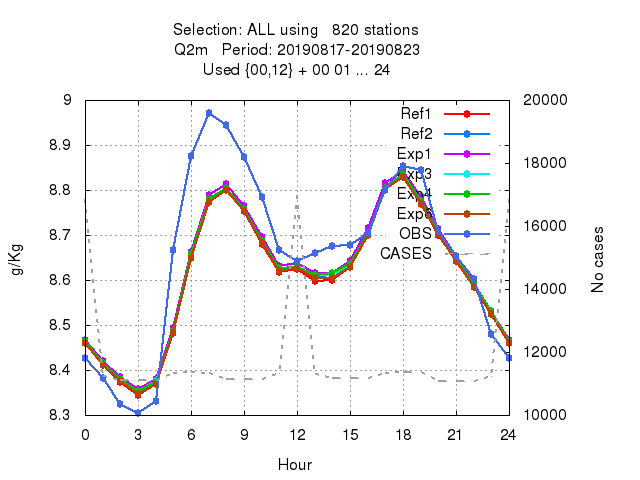 Selection: ALL using   820 stations
Q2m   Period: 20190817-20190823
Used {00,12} + 00 01 ... 24
9 20000
Ref1
Ref2
8.9
Exp1 18000
Exp3
8.8
Exp4
Exp6 16000
8.7 OBS
CASES
g/Kg No cases
8.6 14000
8.5
12000
8.4
8.3 10000
0 3 6 9 12 15 18 21 24
Hour